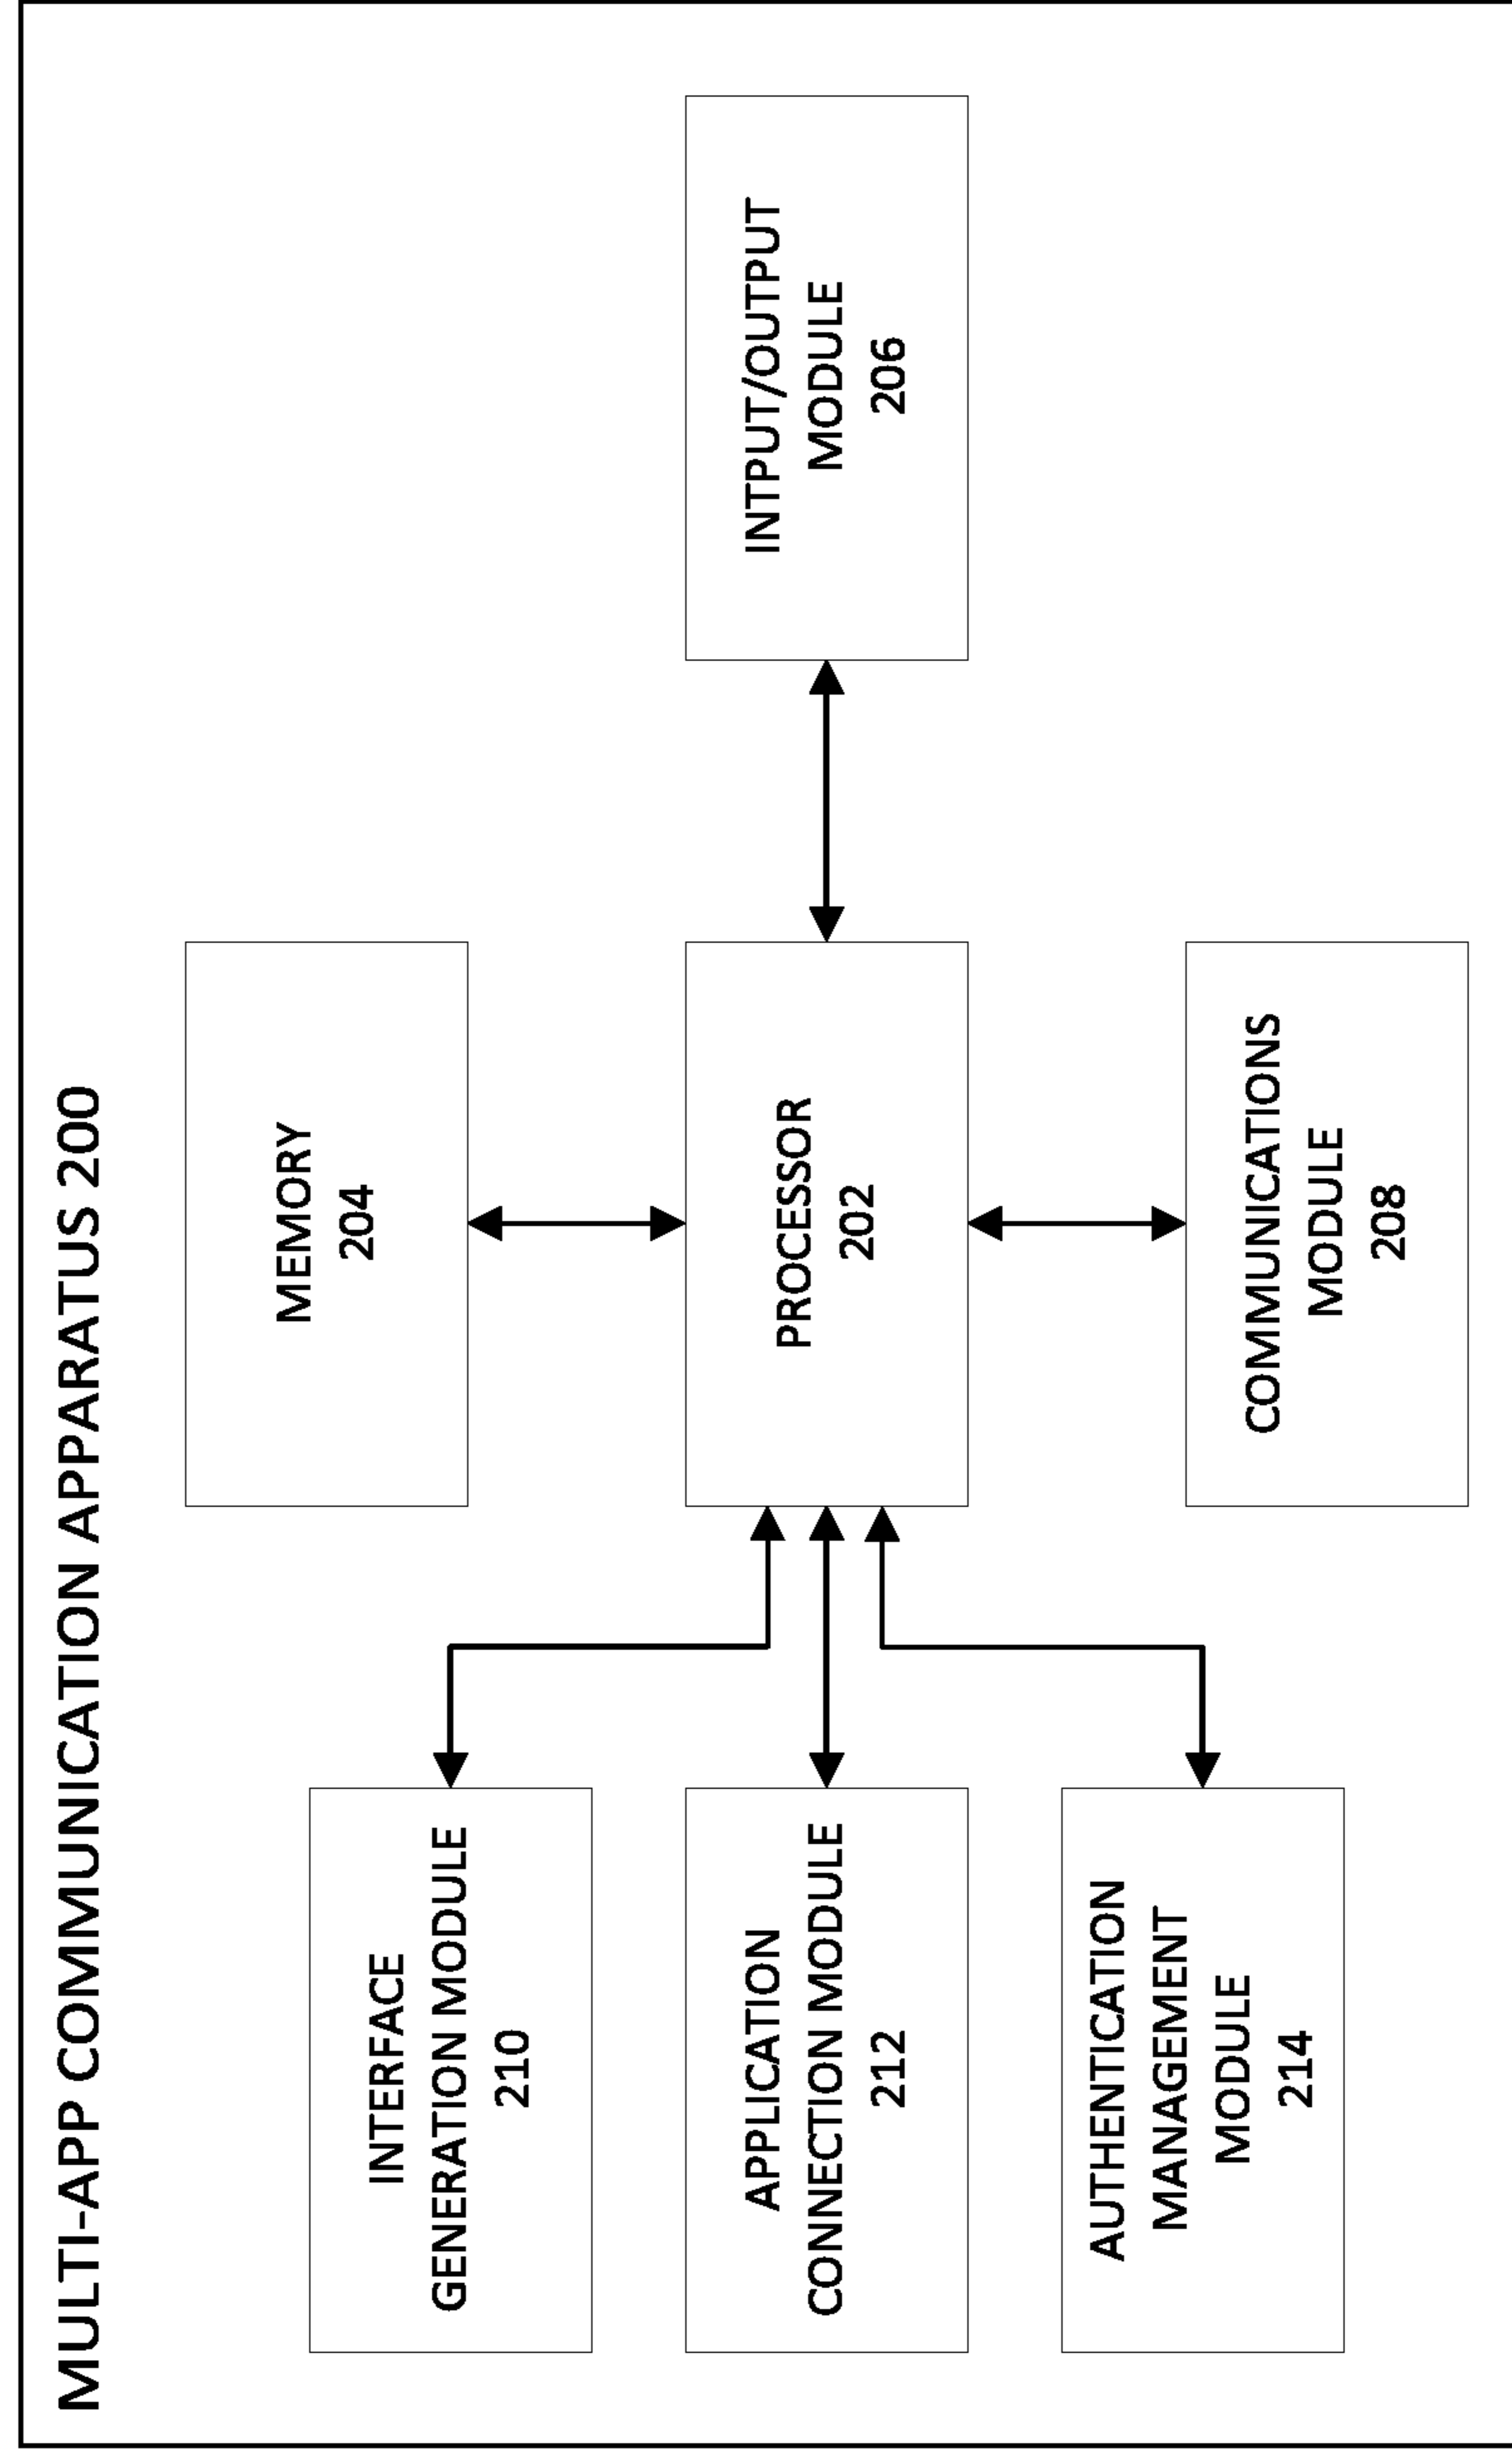 MULTI-APP COMMUNICATION APPARATUS 200
MEMORY
204
INTERFACE
GENERATION MODULE
210
APPLICATION
CONNECTION MODULE
212
PROCESSOR
202
INTPUT/OUTPUT
MODULE
206
AUTHENTICATION
MANAGEMENT
MODULE
214
COMMUNICATIONS
MODULE
208